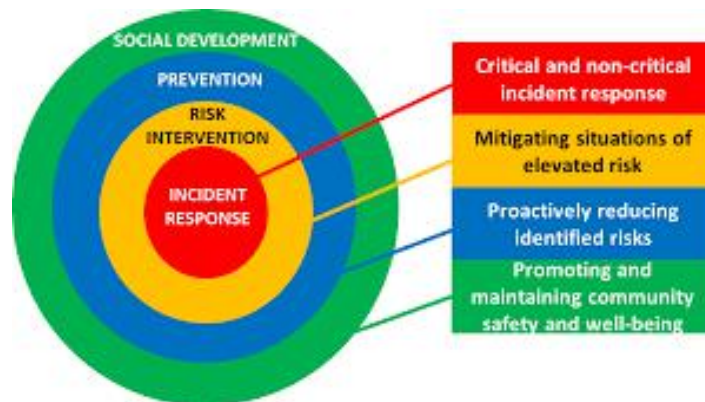 SOCIAL DEVELOPMENT
PREVENTION
RISK
INTERVENTION
INCIDENT
RESPONSE
Critical and non-critical
incident response
Mitigating situations of
elevated risk
Proactively reducing
identified risks
Promoting and
maintaining community
safety and well-being